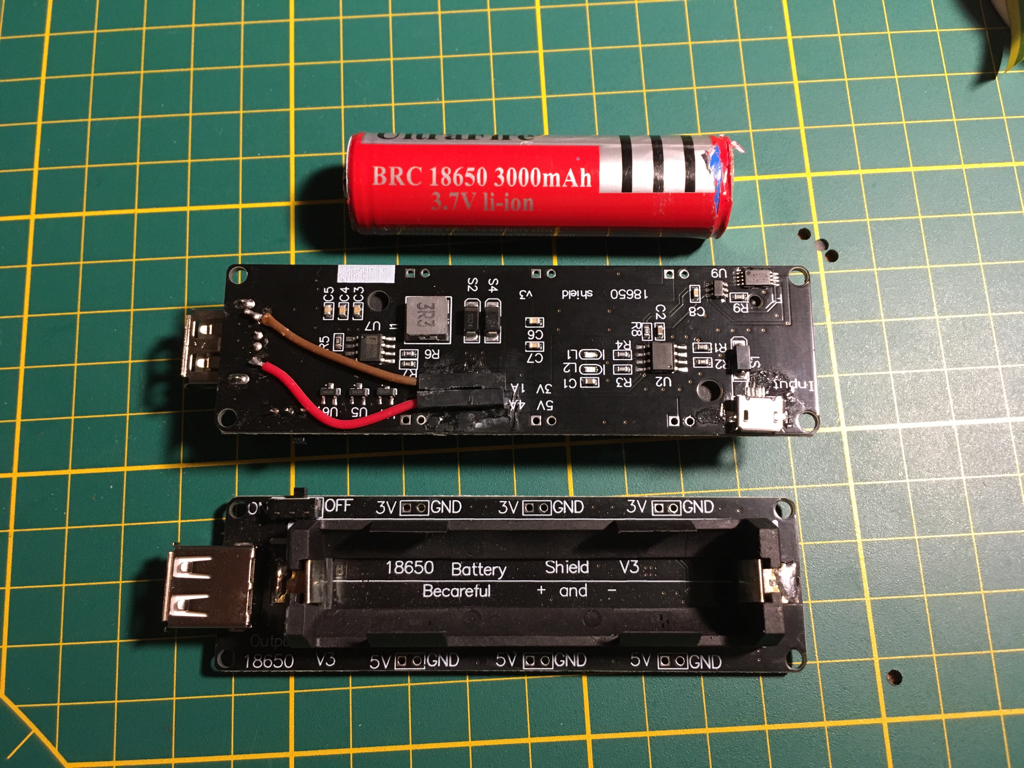 UltraFire
BRC 18650 3000mAh
3.7V li-ion
C5
C4
C3
U7
R5
3R3
S2
S4
v3
shield
18650
U9
C8
R9
C2
R8
C6
C7
R6
L1
L2
C1
R4
R3
U2
R1
R2
Input
3V 1A
5V 4A
U6
U5
OFF
3V GND
3V GND
3V GND
18650 Battery Shield V3
Becareful + and -
Output
18650 V3
5V GND
5V GND
5V GND